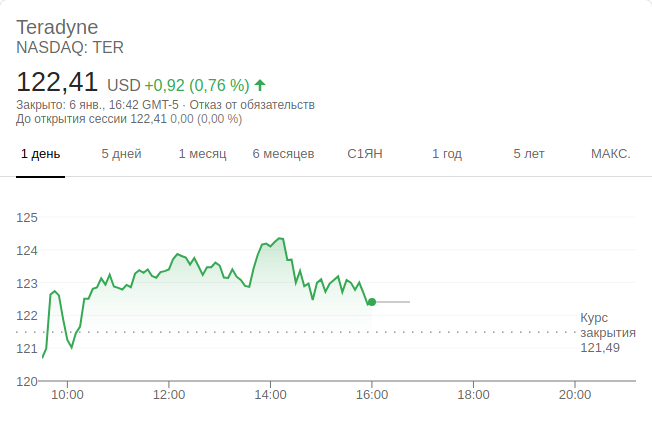 Teradyne
NASDAQ: TER
122,41 USD +0,92 (0,76 %)
Закрыто: 6 янв., 16:42 GMT-5 · Отказ от обязательств
До открытия сессии 122,41 0,00 (0,00 %)
1 день 5 дней 1 месяц 6 месяцев С1ЯН 1 год 5 лет МАКС.
125
124
123
122
121
120
Курс
закрытия
121,49
10:00 12:00 14:00 16:00 18:00 20:00